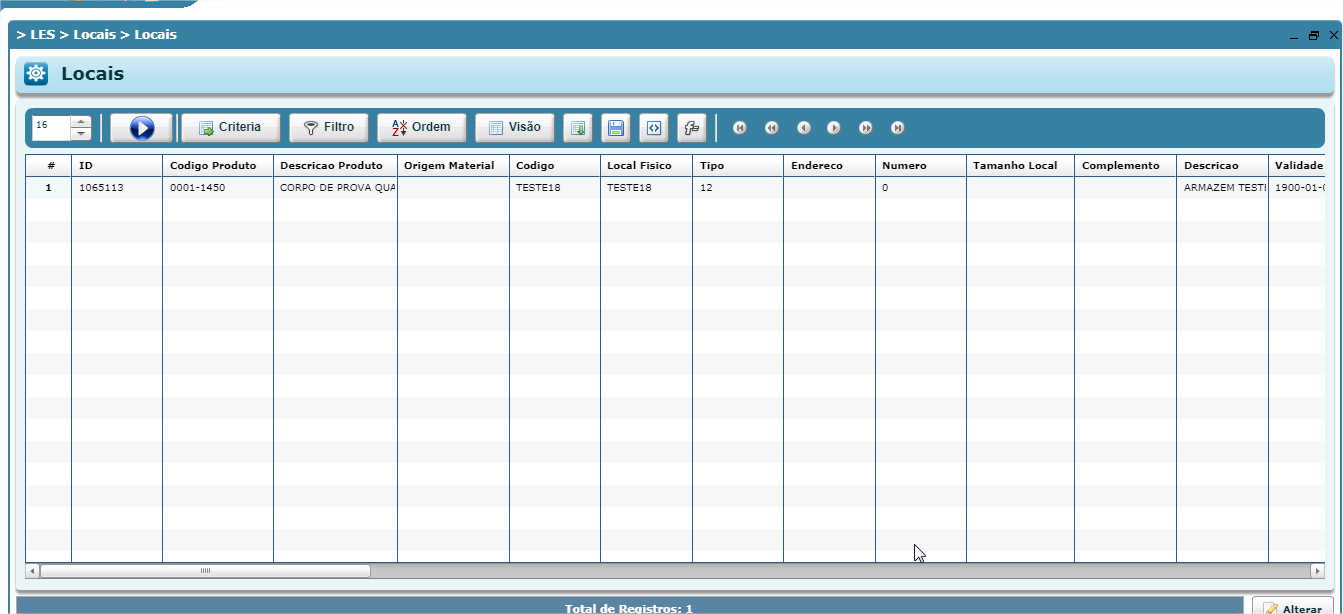 > LES > Locais > Locais
Locais
16 Criteria Filtro Ordem Visão
# ID Codigo Produto Descricao Produto Origem Material Codigo Local Fisico Tipo Endereco Numero Tamanho Local Complemento Descricao Validade
1 1065113 0001-1450 CORPO DE PROVA QUA TESTE18 TESTE18 12 0 ARMAZEM TESTI 1900-01-0
Total de Registros: 1 Alterar